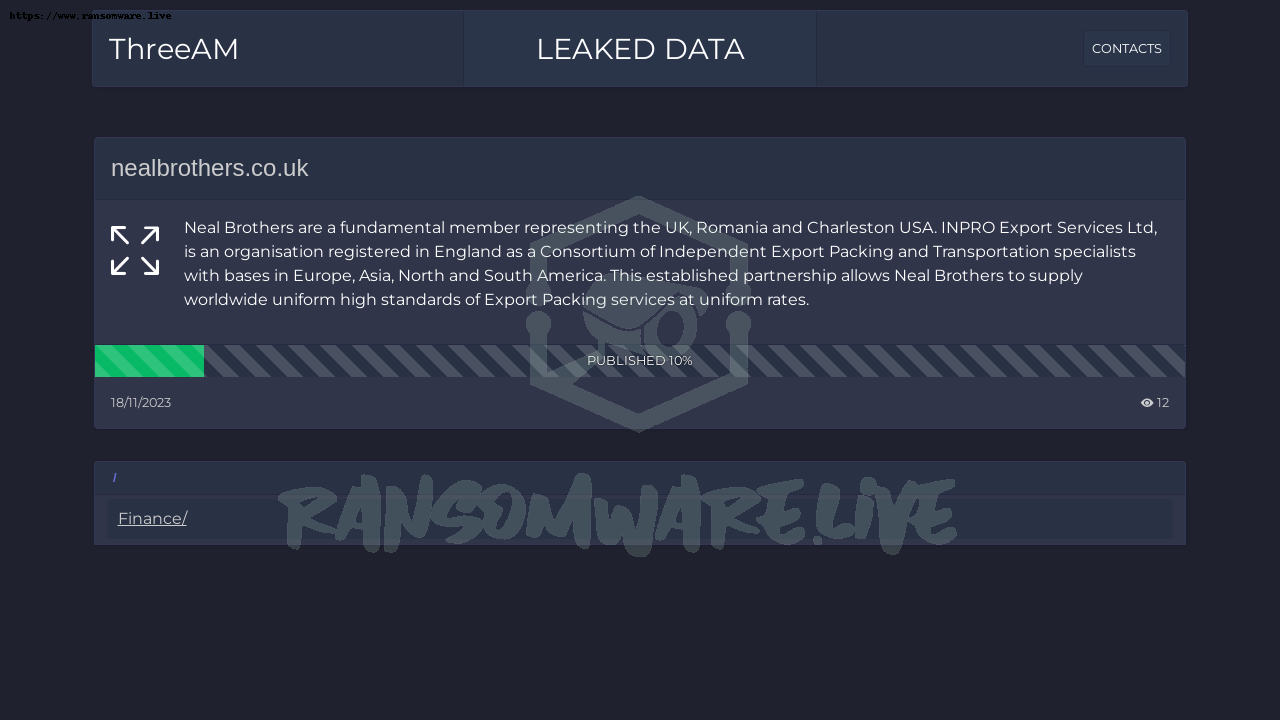 https://www.ransomware.live
ThreeAM
LEAKED DATA
CONTACTS
nealbrothers.co.uk
Neal Brothers are a fundamental member representing the UK, Romania and Charleston USA. INPRO Export Services Ltd,
is an organisation registered in England as a Consortium of Independent Export Packing and Transportation specialists
with bases in Europe, Asia, North and South America. This established partnership allows Neal Brothers to supply
worldwide uniform high standards of Export Packing services at uniform rates.
PUBLISHED 10%
18/11/2023
12
/
Finance/
RANSOMWARE.LIVE